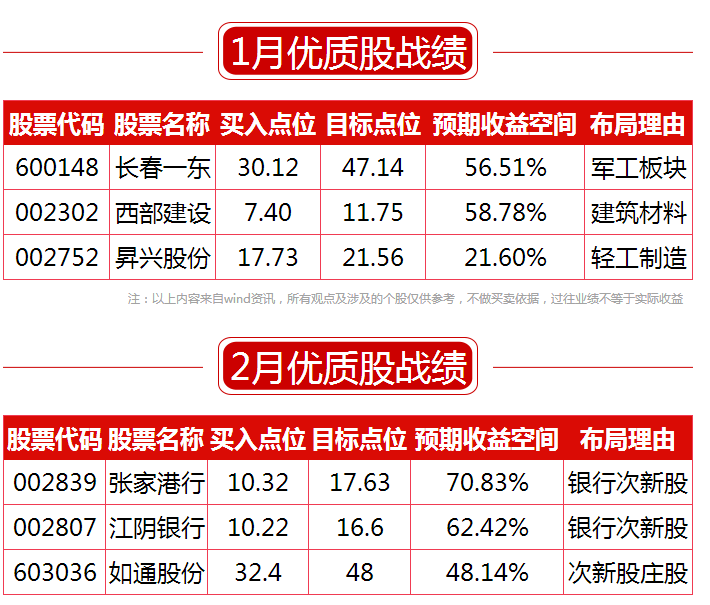 1月优质股战绩
股票代码 股票名称 买入点位 目标点位 预期收益空间 布局理由
600148 长春一东 30.12 47.14 56.51% 军工板块
002302 西部建设 7.40 11.75 58.78% 建筑材料
002752 昇兴股份 17.73 21.56 21.60% 轻工制造
注：以上内容来自wind资讯，所有观点及涉及的个股仅供参考，不做买卖依据，过往业绩不等于实际收益
2月优质股战绩
股票代码 股票名称 买入点位 目标点位 预期收益空间 布局理由
002839 张家港行 10.32 17.63 70.83% 银行次新股
002807 江阴银行 10.22 16.6 62.42% 银行次新股
603036 如通股份 32.4 48 48.14% 次新股庄股